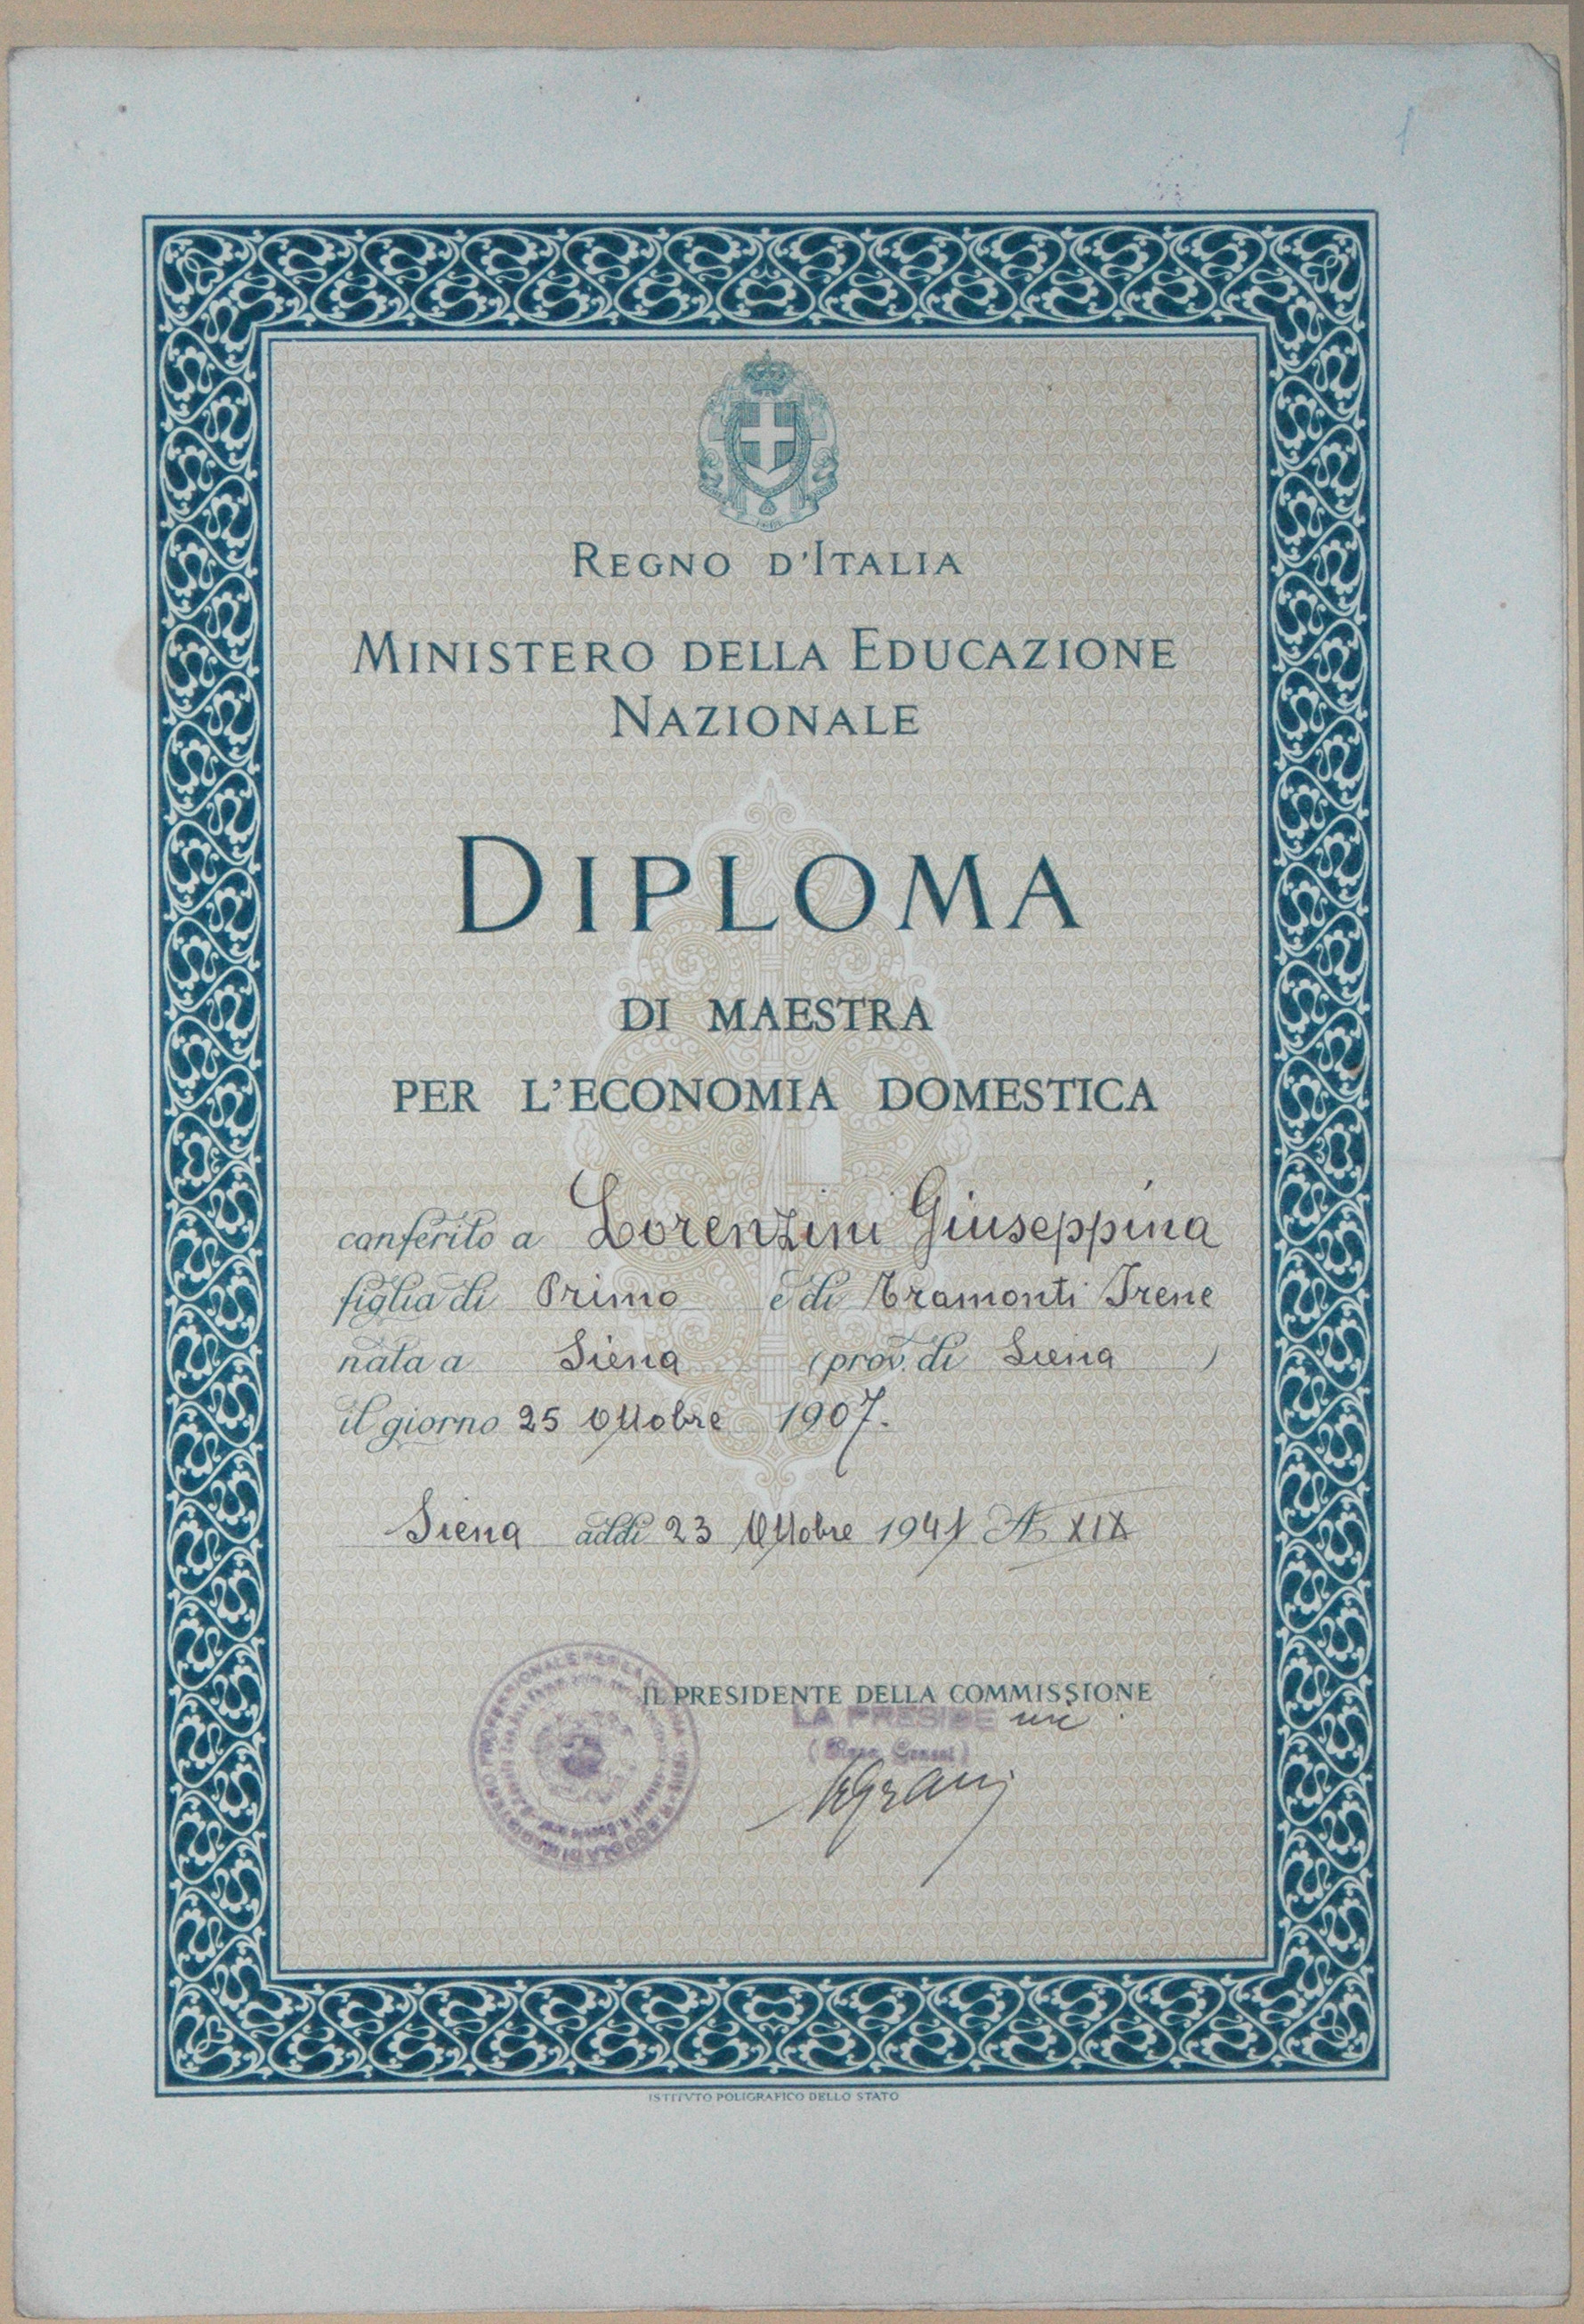 REGNO D'ITALIA
MINISTERO DELLA EDUCAZIONE
NAZIONALE
DIPLOMA
DI MAESTRA
PER L'ECONOMIA DOMESTICA
conferito a Lorenzini Giuseppina
figlia di Primo e di Tramonti Irene
nata a Siena (prov. di Siena)
il giorno 25 Ottobre 1907.
Siena addì 23 Ottobre 1941 A. XIX
IL PRESIDENTE DELLA COMMISSIONE
LA PRESIDE
ISTITVTO POLIGRAFICO DELLO STATO